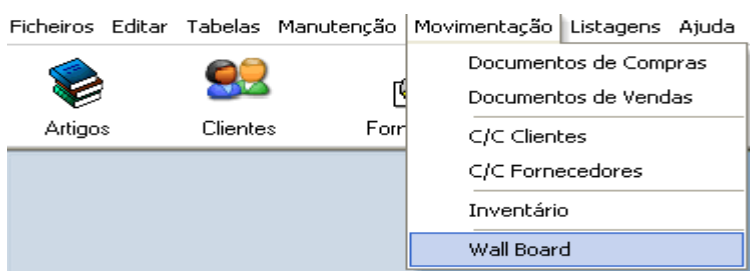 Ficheiros Editar Tabelas Manutenção Movimentação Listagens Ajuda
Documentos de Compras
Documentos de Vendas
Artigos Clientes
C/C Clientes
C/C Fornecedores
Inventário
Wall Board